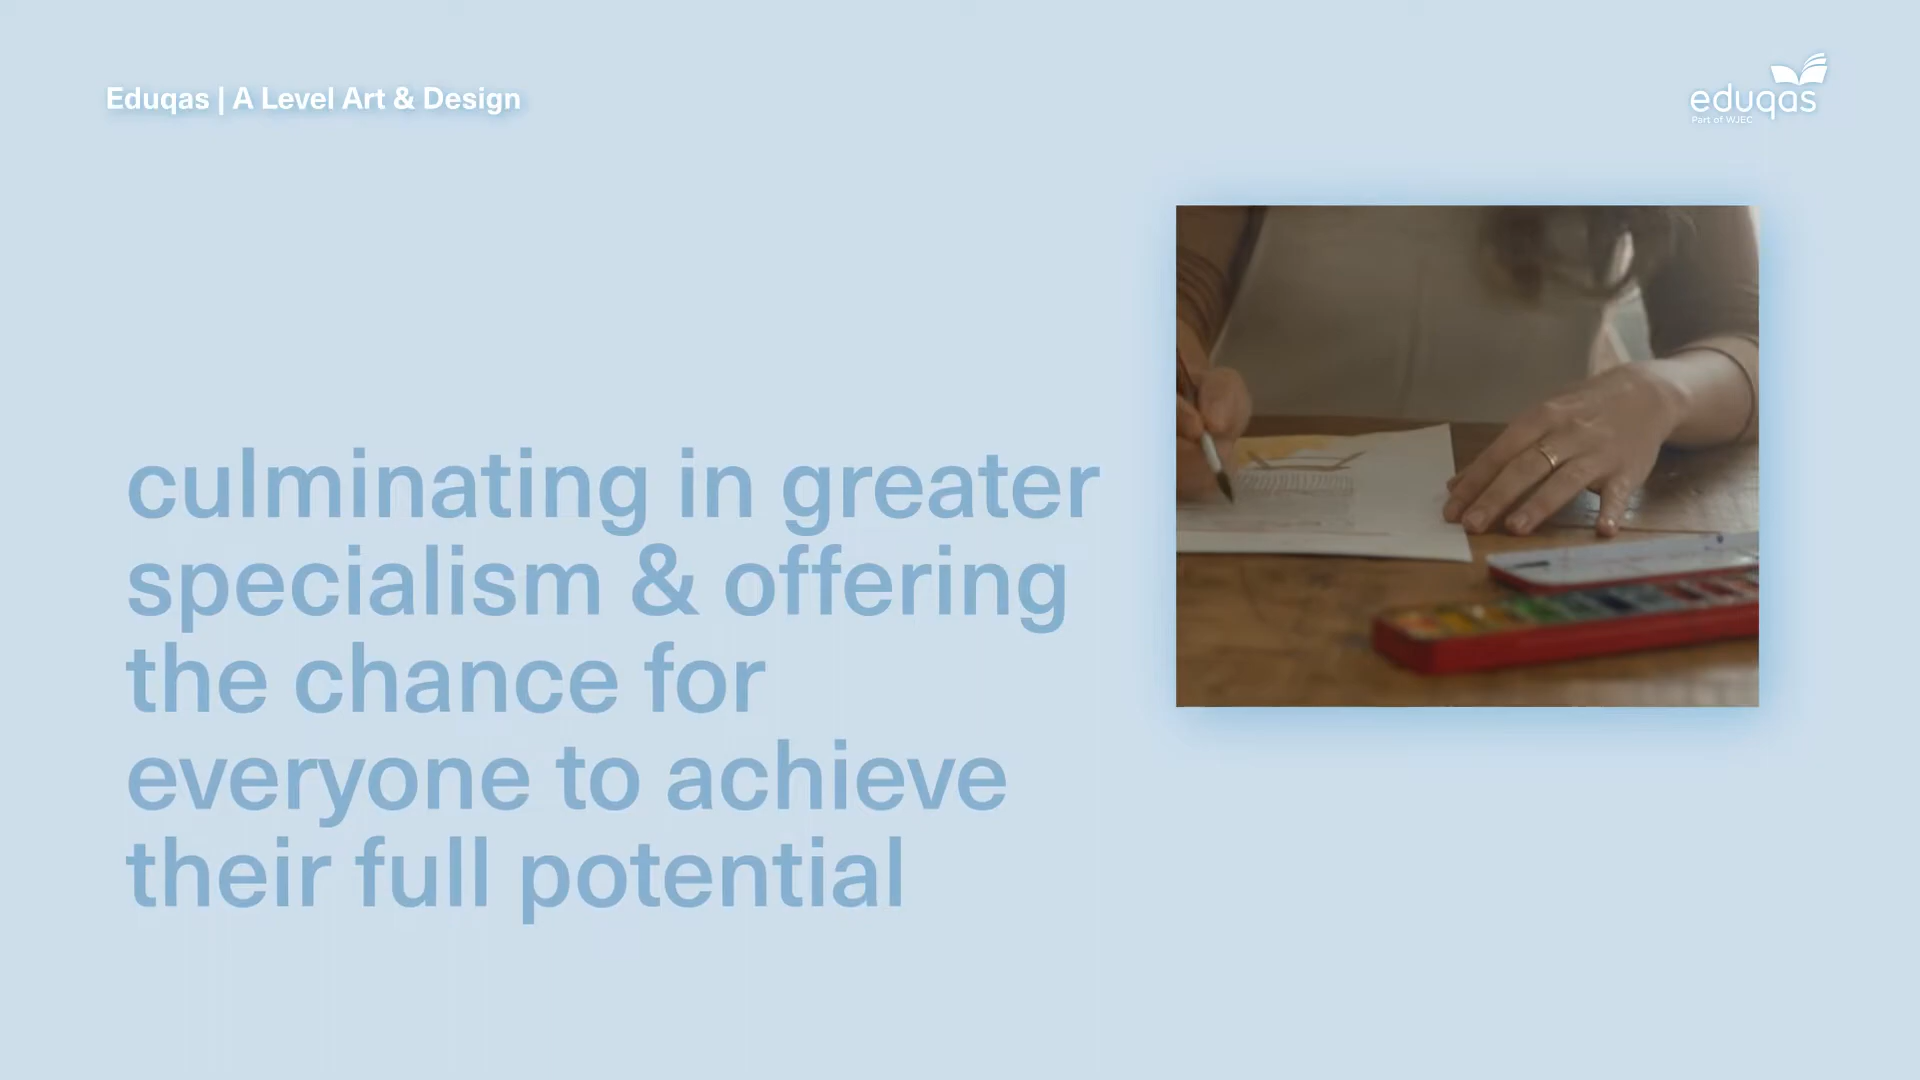 Eduqas | A Level Art & Design
eduqas
Part of WJEC
culminating in greater
specialism & offering
the chance for
everyone to achieve
their full potential